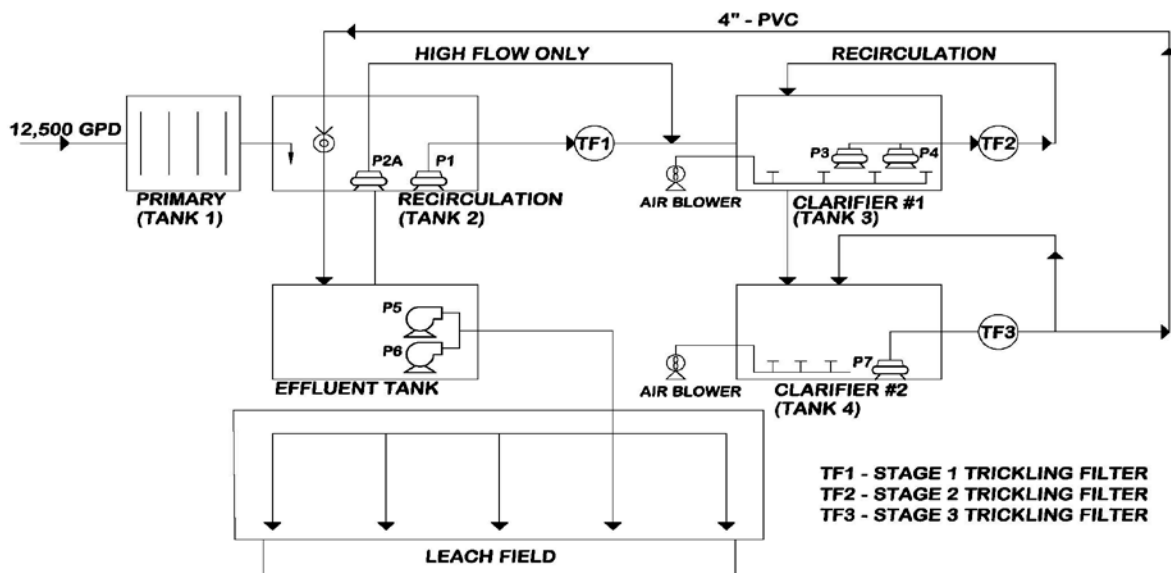 4" - PVC
HIGH FLOW ONLY
RECIRCULATION
12,500 GPD
PRIMARY
(TANK 1)
P2A
P1
RECIRCULATION
(TANK 2)
TF1
AIR BLOWER
P3
P4
CLARIFIER #1
(TANK 3)
TF2
P5
P6
EFFLUENT TANK
AIR BLOWER
P7
CLARIFIER #2
(TANK 4)
TF3
TF1 - STAGE 1 TRICKLING FILTER
TF2 - STAGE 2 TRICKLING FILTER
TF3 - STAGE 3 TRICKLING FILTER
LEACH FIELD